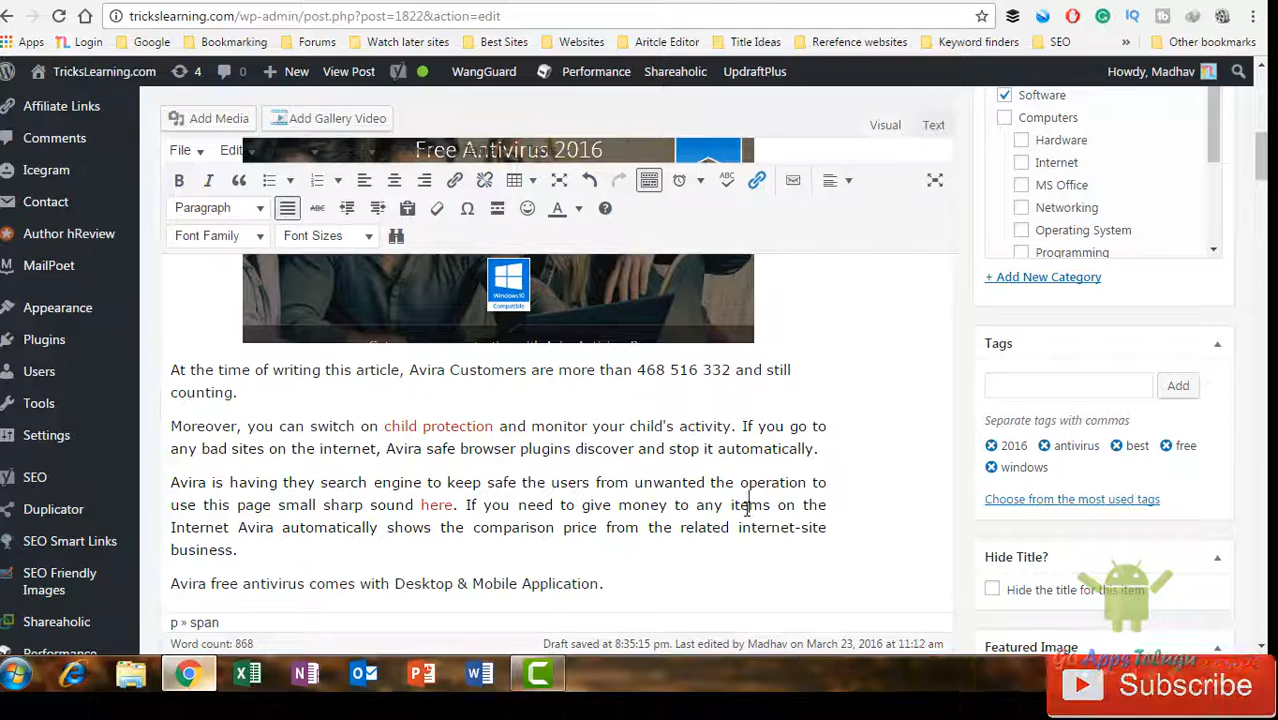 trickslearning.com/wp-admin/post.php?post=1822&action=edit
Apps Login Google Bookmarking Forums Watch later sites Best Sites Websites Aritcle Editor Title Ideas Rerefence websites Keyword finders SEO » Other bookmarks
TricksLearning.com 4 0 + New View Post WangGuard Performance Shareaholic UpdraftPlus Howdy, Madhav
Affiliate Links
Comments
Icegram
Contact
Author hReview
MailPoet
Appearance
Plugins
Users
Tools
Settings
SEO
Duplicator
SEO Smart Links
SEO Friendly
Images
Shareaholic
Performance
Add Media Add Gallery Video Visual Text
File Edit
Free Antivirus 2016
Paragraph
Font Family Font Sizes
Windows 10
Compatible
At the time of writing this article, Avira Customers are more than 468 516 332 and still
counting.
Moreover, you can switch on child protection and monitor your child's activity. If you go to
any bad sites on the internet, Avira safe browser plugins discover and stop it automatically.
Avira is having they search engine to keep safe the users from unwanted the operation to
use this page small sharp sound here. If you need to give money to any items on the
Internet Avira automatically shows the comparison price from the related internet-site
business.
Avira free antivirus comes with Desktop & Mobile Application.
p » span
Word count: 868 Draft saved at 8:35:15 pm. Last edited by Madhav on March 23, 2016 at 11:12 am
Software
Computers
Hardware
Internet
MS Office
Networking
Operating System
Programming
+ Add New Category
Tags
Add
Separate tags with commas
2016 antivirus best free
windows
Choose from the most used tags
Hide Title?
Hide the title for this item
Featured Image
Go Apps Telugu
Subscribe